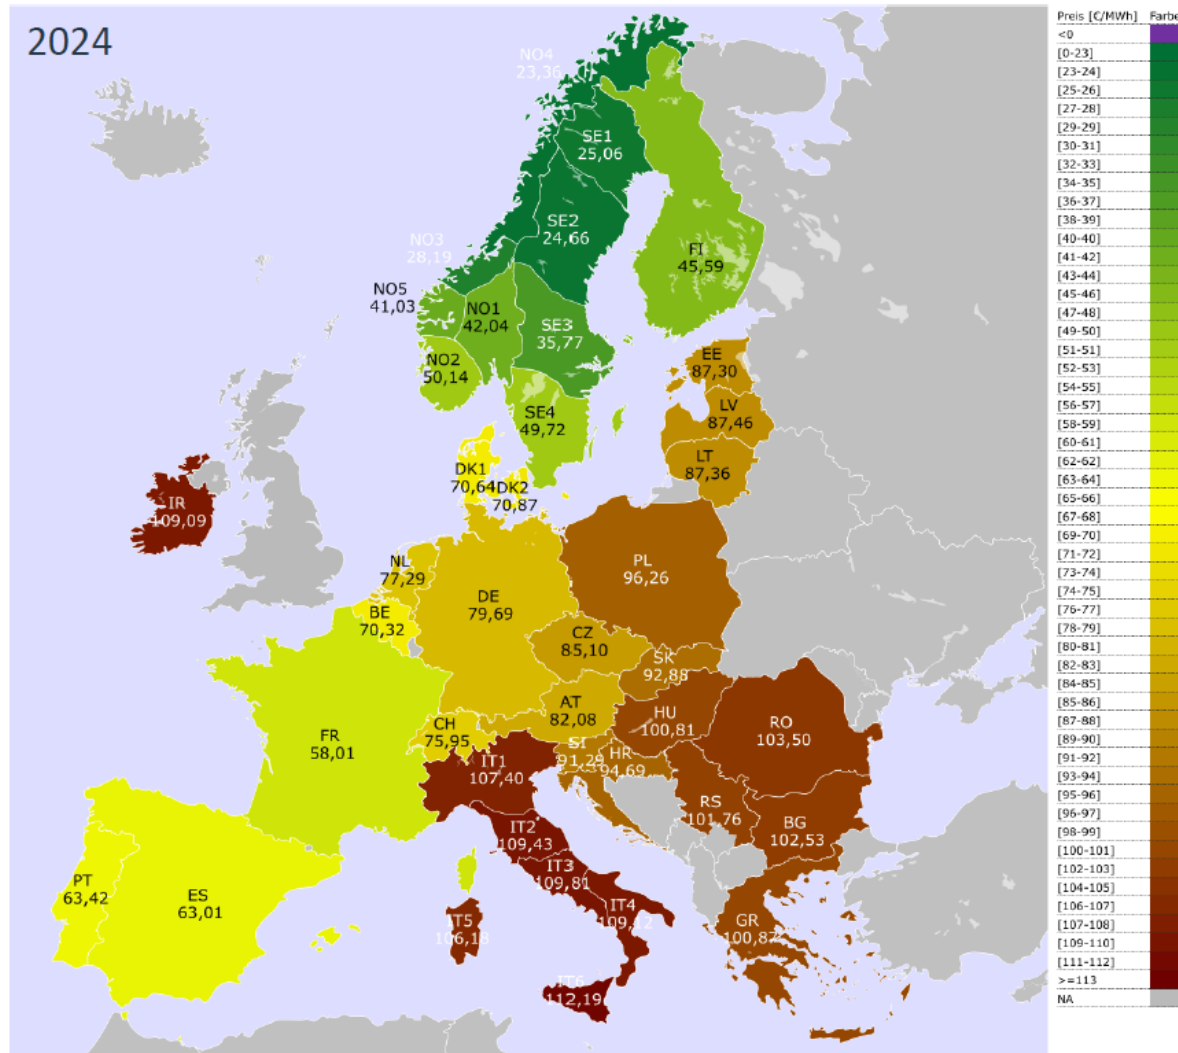 2024
NO4
23,36
SE1
25,06
SE2
24,66
NO3
28,19
FI
45,59
NO5
41,03
NO1
42,04
SE3
35,77
NO2
50,14
EE
87,30
SE4
49,72
LV
87,46
LT
87,36
DK1
70,64
DK2
70,87
IR
109,09
NL
77,29
PL
96,26
DE
79,69
BE
70,32
CZ
85,10
SK
92,88
AT
82,08
HU
100,81
RO
103,50
CH
75,95
FR
58,01
SI
91,29
HR
94,69
IT1
107,40
RS
101,76
BG
102,53
IT2
109,43
IT3
109,81
PT
63,42
ES
63,01
IT4
109,12
IT5
106,18
GR
100,87
IT6
112,19
Preis [€/MWh] Farbe
<0
[0-23]
[23-24]
[25-26]
[27-28]
[29-29]
[30-31]
[32-33]
[34-35]
[36-37]
[38-39]
[40-40]
[41-42]
[43-44]
[45-46]
[47-48]
[49-50]
[51-51]
[52-53]
[54-55]
[56-57]
[58-59]
[60-61]
[62-62]
[63-64]
[65-66]
[67-68]
[69-70]
[71-72]
[73-74]
[74-75]
[76-77]
[78-79]
[80-81]
[82-83]
[84-85]
[85-86]
[87-88]
[89-90]
[91-92]
[93-94]
[95-96]
[96-97]
[98-99]
[100-101]
[102-103]
[104-105]
[106-107]
[107-108]
[109-110]
[111-112]
>=113
NA